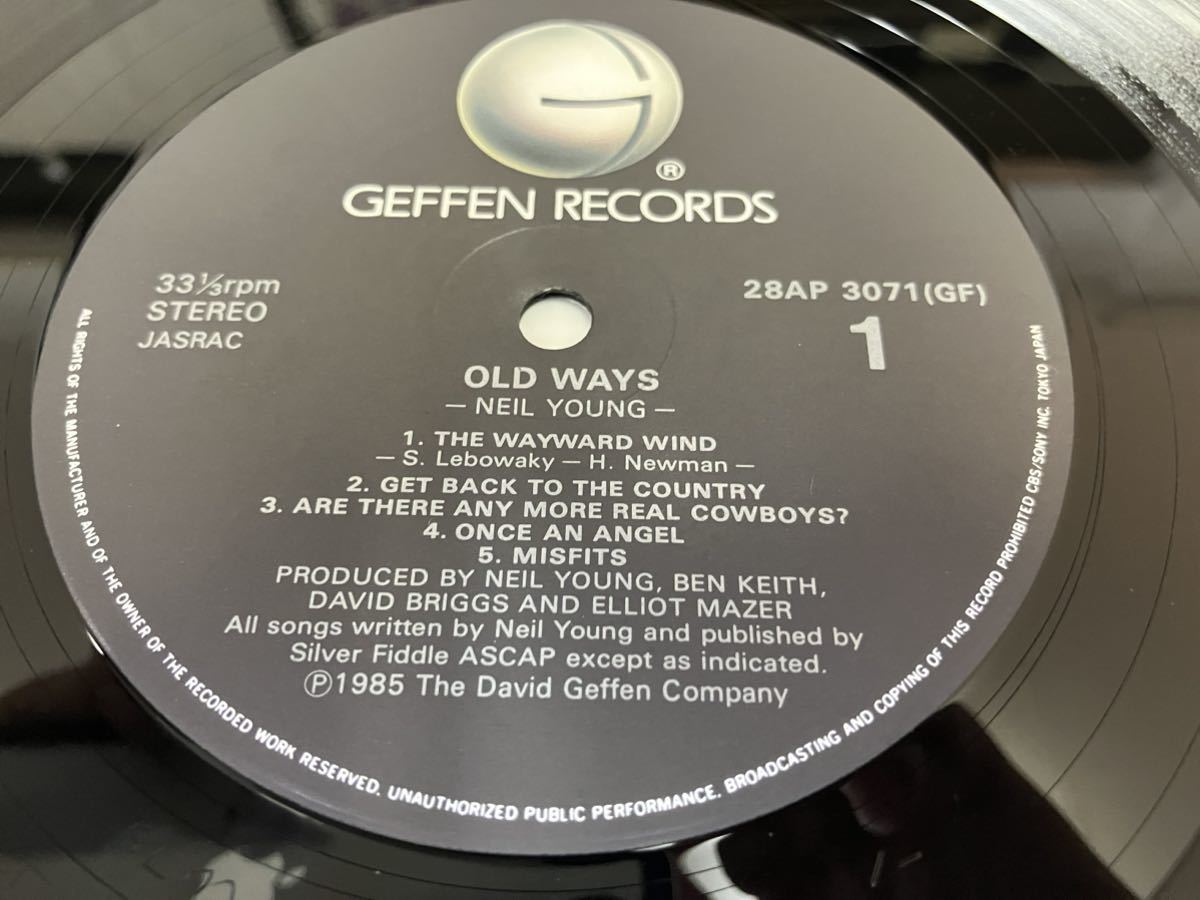 G
®
GEFFEN RECORDS
33⅓rpm
STEREO
JASRAC
28AP 3071(GF)
1
OLD WAYS
— NEIL YOUNG —
1. THE WAYWARD WIND
— S. Lebowaky — H. Newman —
2. GET BACK TO THE COUNTRY
3. ARE THERE ANY MORE REAL COWBOYS?
4. ONCE AN ANGEL
5. MISFITS
PRODUCED BY NEIL YOUNG, BEN KEITH,
DAVID BRIGGS AND ELLIOT MAZER
All songs written by Neil Young and published by
Silver Fiddle ASCAP except as indicated.
Ⓟ1985 The David Geffen Company
ALL RIGHTS OF THE MANUFACTURER AND OF THE OWNER OF THE RECORDED WORK RESERVED. UNAUTHORIZED PUBLIC PERFORMANCE. BROADCASTING AND COPYING OF THIS RECORD PROHIBITED CBS/SONY INC. TOKYO JAPAN